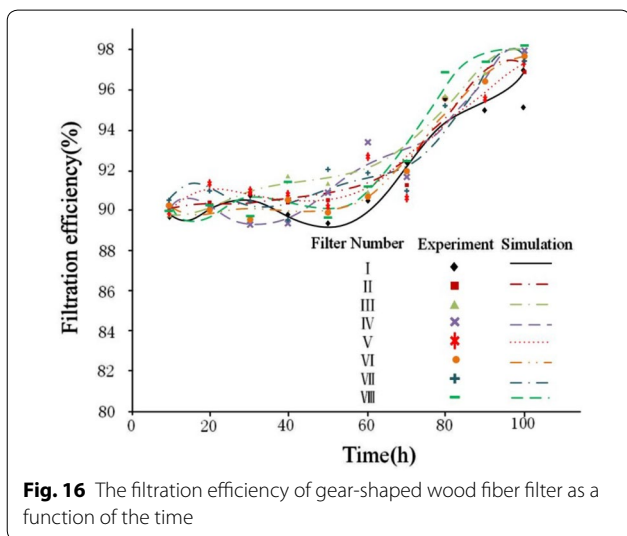 98
96
94
92
90
88
86
84
82
80
Filtration efficiency(%)
Filter Number Experiment Simulation
I
II
III
IV
V
VI
VII
VIII
20 40 60 80 100
Time(h)
Fig. 16 The filtration efficiency of gear-shaped wood fiber filter as a
function of the time